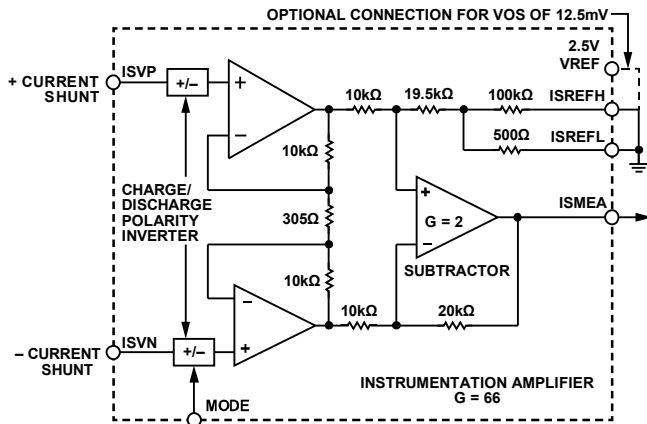 OPTIONAL CONNECTION FOR VOS OF 12.5mV
2.5V
VREF
+ CURRENT
SHUNT
ISVP
+/–
+
–
10kΩ
19.5kΩ
100kΩ
ISREFH
500Ω
ISREFL
10kΩ
CHARGE/
DISCHARGE
POLARITY
INVERTER
305Ω
+
G = 2
–
ISMEA
SUBTRACTOR
10kΩ
–
+
10kΩ
20kΩ
– CURRENT
SHUNT
ISVN
+/–
INSTRUMENTATION AMPLIFIER
G = 66
MODE